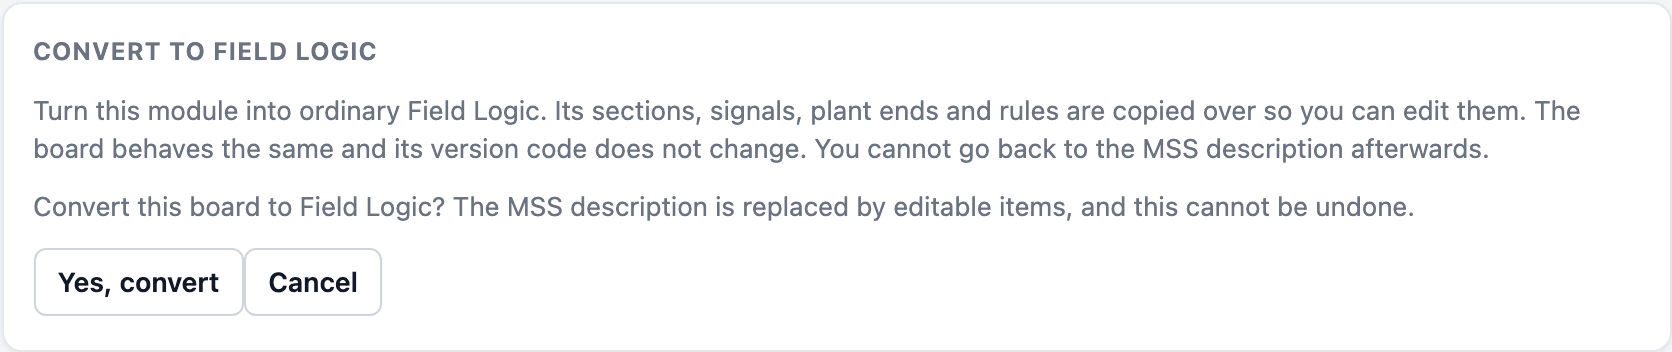 CONVERT TO FIELD LOGIC
Turn this module into ordinary Field Logic. Its sections, signals, plant ends and rules are copied over so you can edit them. The
board behaves the same and its version code does not change. You cannot go back to the MSS description afterwards.
Convert this board to Field Logic? The MSS description is replaced by editable items, and this cannot be undone.
Yes, convert Cancel